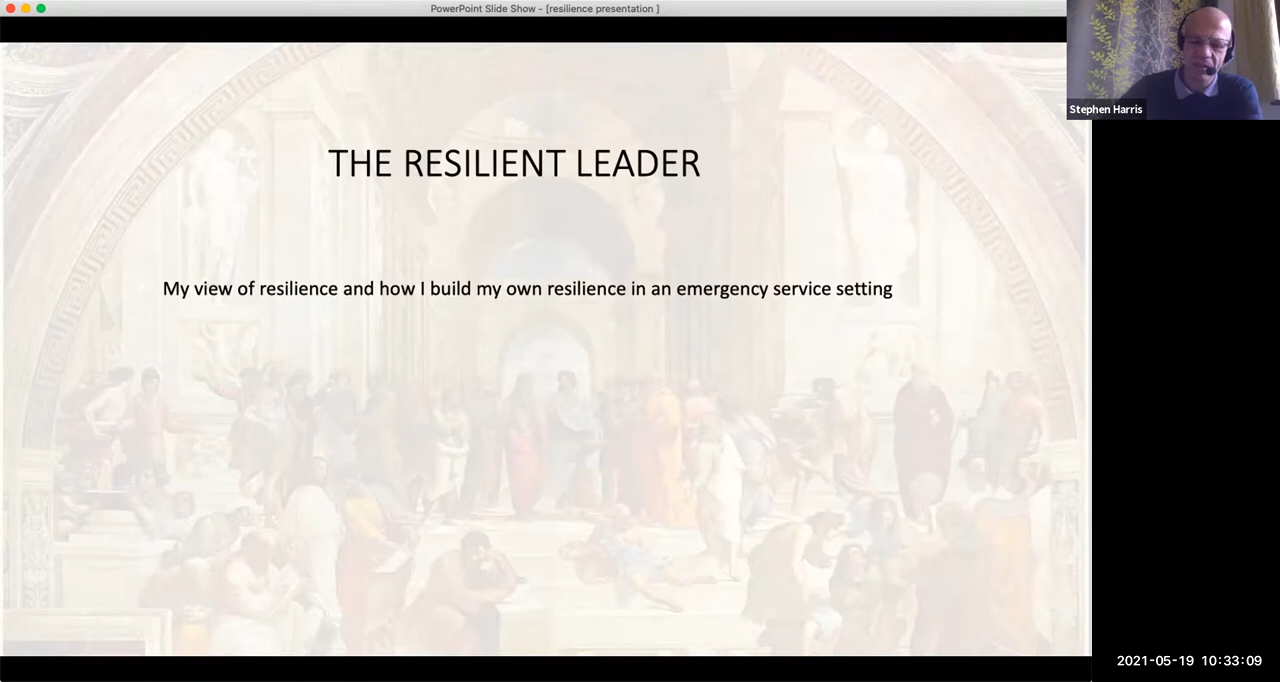 PowerPoint Slide Show - [resilience presentation ]
Stephen Harris
THE RESILIENT LEADER
My view of resilience and how I build my own resilience in an emergency service setting
2021-05-19 10:33:09